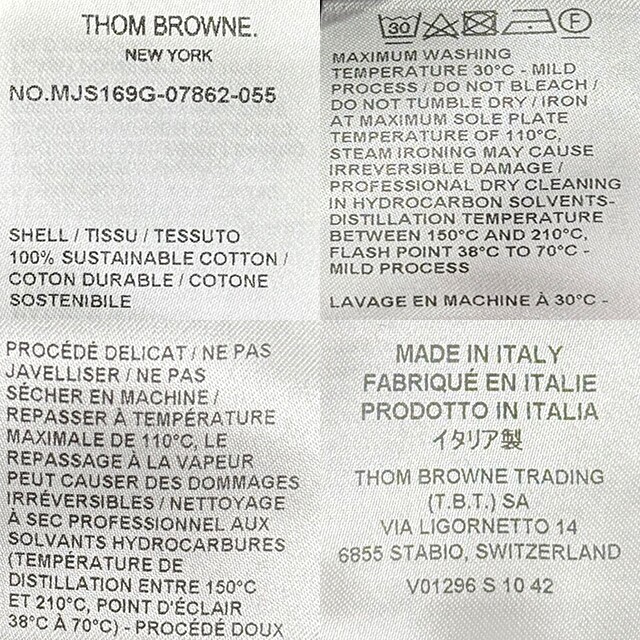 THOM BROWNE.
NEW YORK
NO.MJS169G-07862-055
SHELL / TISSU / TESSUTO
100% SUSTAINABLE COTTON /
COTON DURABLE / COTONE
SOSTENIBILE
30 F
MAXIMUM WASHING
TEMPERATURE 30°C - MILD
PROCESS / DO NOT BLEACH /
DO NOT TUMBLE DRY / IRON
AT MAXIMUM SOLE PLATE
TEMPERATURE OF 110°C,
STEAM IRONING MAY CAUSE
IRREVERSIBLE DAMAGE /
PROFESSIONAL DRY CLEANING
IN HYDROCARBON SOLVENTS-
DISTILLATION TEMPERATURE
BETWEEN 150°C AND 210°C,
FLASH POINT 38°C TO 70°C -
MILD PROCESS
LAVAGE EN MACHINE À 30°C -
PROCÉDÉ DELICAT / NE PAS
JAVELLISER / NE PAS
SÉCHER EN MACHINE /
REPASSER À TEMPÉRATURE
MAXIMALE DE 110°C, LE
REPASSAGE À LA VAPEUR
PEUT CAUSER DES DOMMAGES
IRRÉVERSIBLES / NETTOYAGE
À SEC PROFESSIONNEL AUX
SOLVANTS HYDROCARBURES
(TEMPÉRATURE DE
DISTILLATION ENTRE 150°C
ET 210°C, POINT D'ÉCLAIR
38°C À 70°C) - PROCÉDÉ DOUX
MADE IN ITALY
FABRIQUÉ EN ITALIE
PRODOTTO IN ITALIA
イタリア製
THOM BROWNE TRADING
(T.B.T.) SA
VIA LIGORNETTO 14
6855 STABIO, SWITZERLAND
V01296 S 10 42